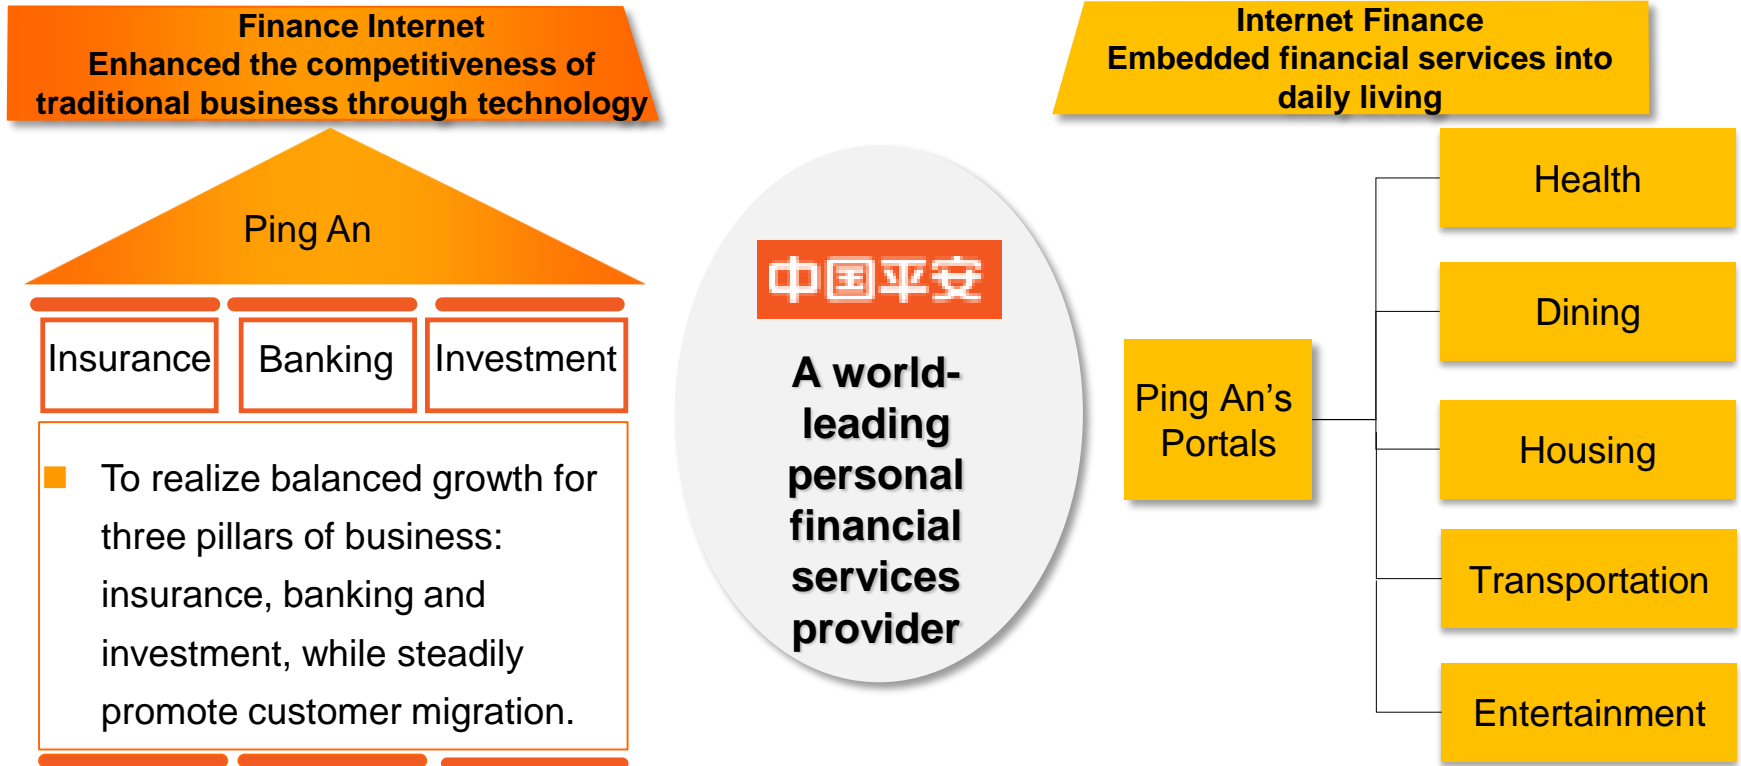 Finance Internet
Enhanced the competitiveness of
traditional business through technology
Ping An
Insurance
Banking
Investment
To realize balanced growth for
three pillars of business:
insurance, banking and
investment, while steadily
promote customer migration.
中国平安
A world-
leading
personal
financial
services
provider
Internet Finance
Embedded financial services into
daily living
Ping An’s
Portals
Health
Dining
Housing
Transportation
Entertainment